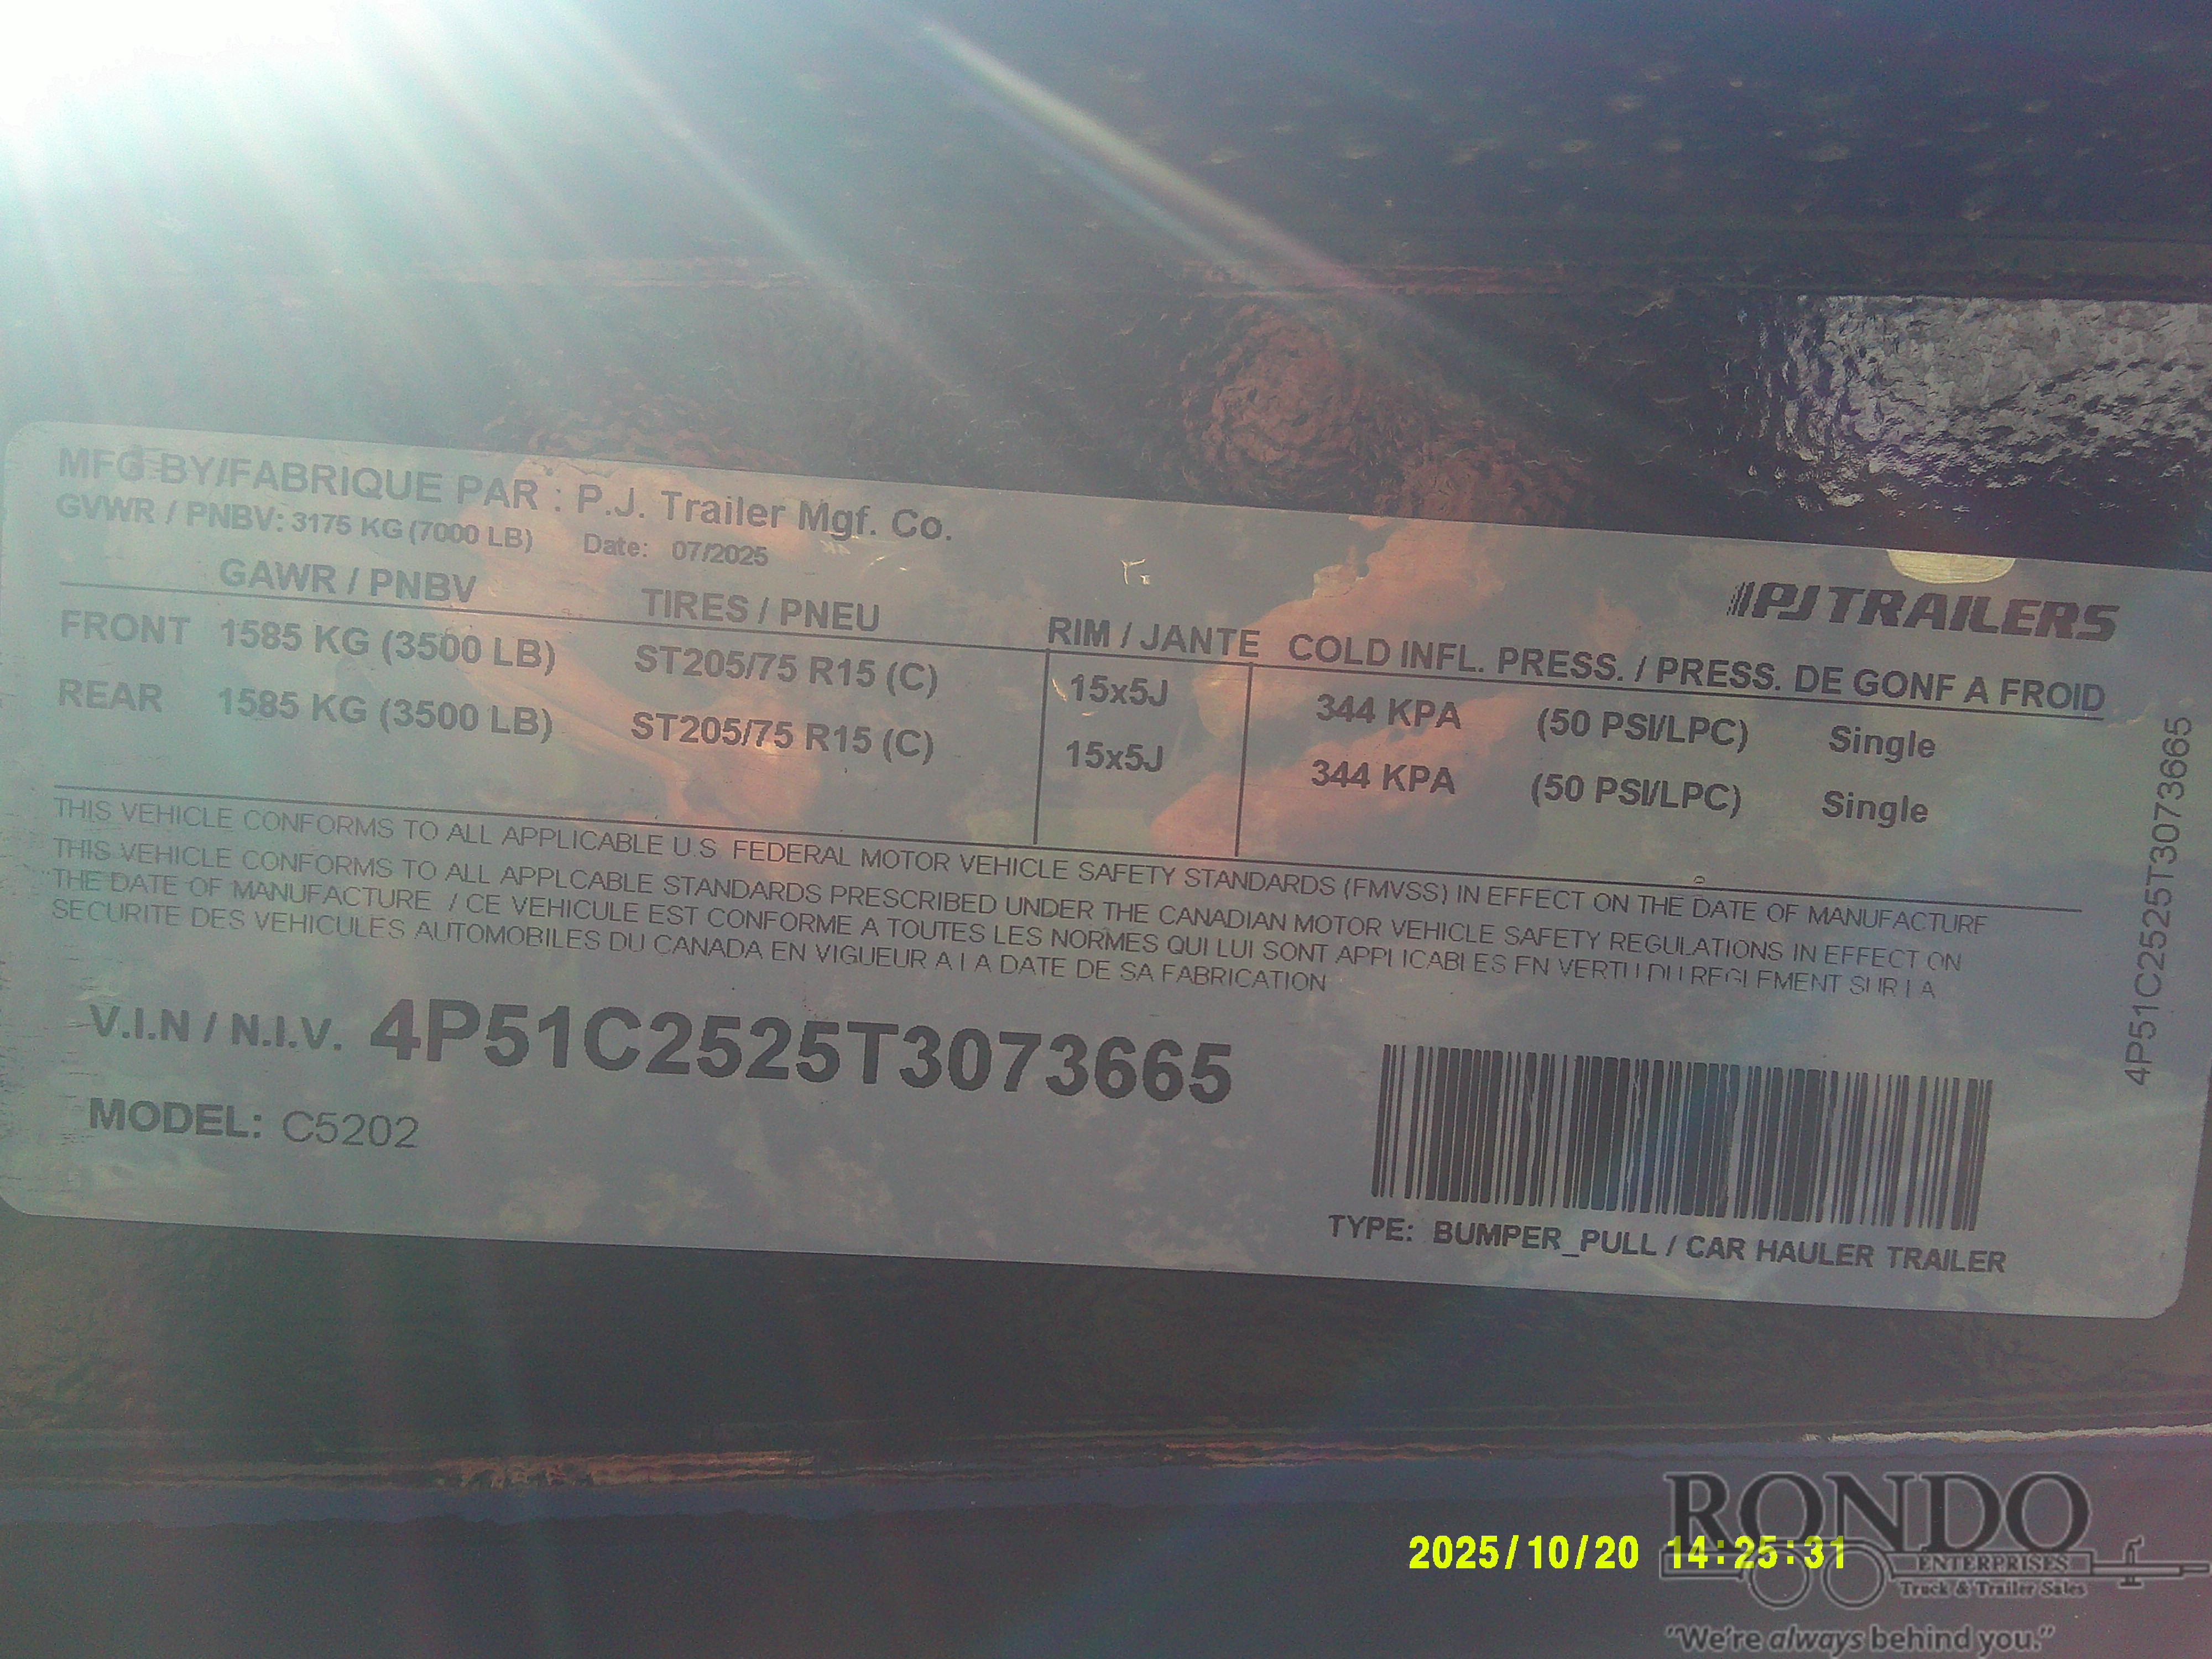 MFG BY/FABRIQUE PAR : P.J. Trailer Mgf. Co.
GVWR / PNBV: 3175 KG (7000 LB) Date: 07/2025
PJ TRAILERS
GAWR / PNBV TIRES / PNEU RIM / JANTE COLD INFL. PRESS. / PRESS. DE GONF A FROID
FRONT 1585 KG (3500 LB) ST205/75 R15 (C) 15x5J 344 KPA (50 PSI/LPC) Single
REAR 1585 KG (3500 LB) ST205/75 R15 (C) 15x5J 344 KPA (50 PSI/LPC) Single
THIS VEHICLE CONFORMS TO ALL APPLICABLE U.S. FEDERAL MOTOR VEHICLE SAFETY STANDARDS (FMVSS) IN EFFECT ON THE DATE OF MANUFACTURE
THIS VEHICLE CONFORMS TO ALL APPLCABLE STANDARDS PRESCRIBED UNDER THE CANADIAN MOTOR VEHICLE SAFETY REGULATIONS IN EFFECT ON
THE DATE OF MANUFACTURE / CE VEHICULE EST CONFORME A TOUTES LES NORMES QUI LUI SONT APPLICABLES EN VERTU DU REGLEMENT SUR LA
SECURITE DES VEHICULES AUTOMOBILES DU CANADA EN VIGUEUR A LA DATE DE SA FABRICATION
V.I.N / N.I.V. 4P51C2525T3073665
MODEL: C5202
TYPE: BUMPER_PULL / CAR HAULER TRAILER
4P51C2525T3073665
2025/10/20 14:25:31
RONDO
ENTERPRISES
Truck & Trailer Sales
"We're always behind you."